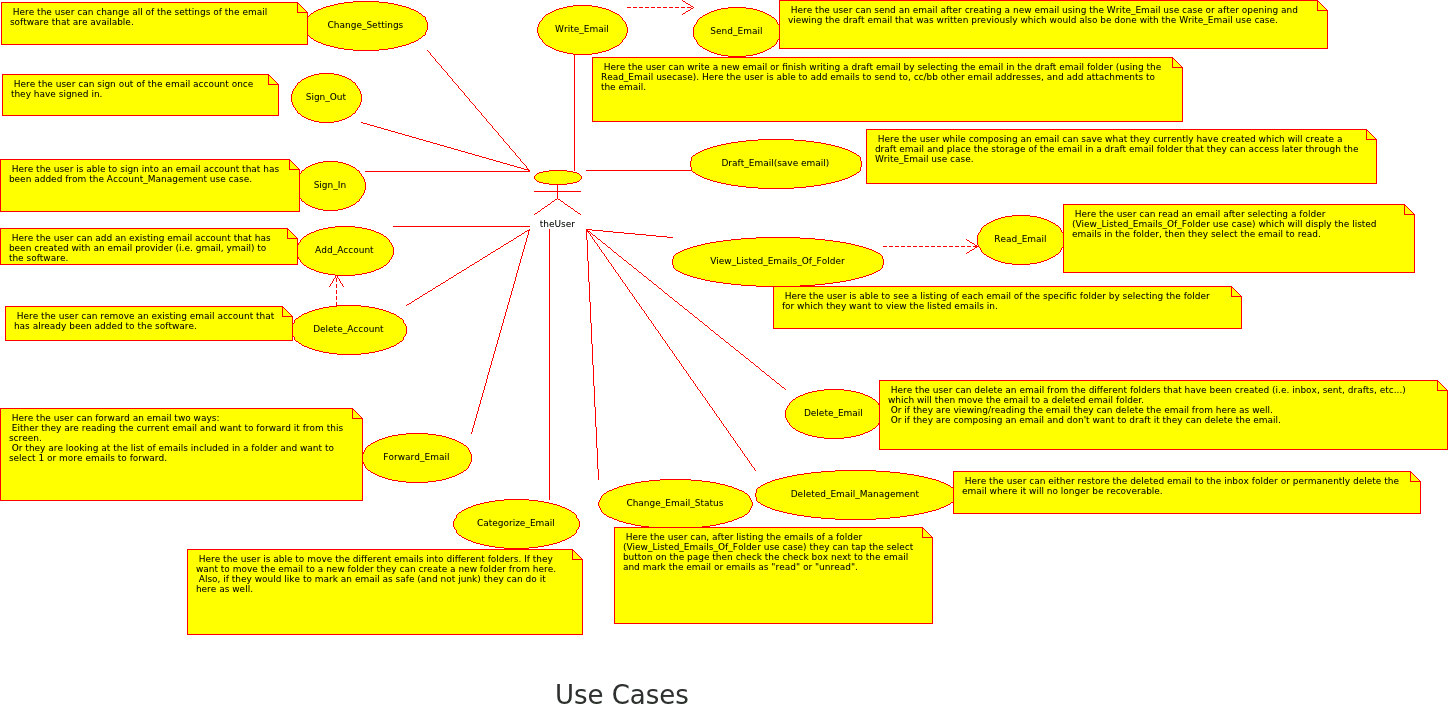 Here the user can change all of the settings of the email
software that are available.
Change_Settings
Write_Email
Send_Email
Here the user can send an email after creating a new email using the Write_Email use case or after opening and
viewing the draft email that was written previously which would also be done with the Write_Email use case.
Here the user can write a new email or finish writing a draft email by selecting the email in the draft email folder (using the
Read_Email usecase). Here the user is able to add emails to send to, cc/bb other email addresses, and add attachments to
the email.
Here the user can sign out of the email account once
they have signed in.
Sign_Out
Draft_Email(save email)
Here the user while composing an email can save what they currently have created which will create a
draft email and place the storage of the email in a draft email folder that they can access later through the
Write_Email use case.
Here the user is able to sign into an email account that has
been added from the Account_Management use case.
Sign_In
theUser
Here the user can add an existing email account that has
been created with an email provider (i.e. gmail, ymail) to
the software.
Add_Account
View_Listed_Emails_Of_Folder
Read_Email
Here the user can read an email after selecting a folder
(View_Listed_Emails_Of_Folder use case) which will disply the listed
emails in the folder, then they select the email to read.
Here the user is able to see a listing of each email of the specific folder by selecting the folder
for which they want to view the listed emails in.
Here the user can remove an existing email account that
has already been added to the software.
Delete_Account
Delete_Email
Here the user can delete an email from the different folders that have been created (i.e. inbox, sent, drafts, etc...)
which will then move the email to a deleted email folder.
Or if they are viewing/reading the email they can delete the email from here as well.
Or if they are composing an email and don't want to draft it they can delete the email.
Here the user can forward an email two ways:
Either they are reading the current email and want to forward it from this
screen.
Or they are looking at the list of emails included in a folder and want to
select 1 or more emails to forward.
Forward_Email
Deleted_Email_Management
Here the user can either restore the deleted email to the inbox folder or permanently delete the
email where it will no longer be recoverable.
Change_Email_Status
Here the user can, after listing the emails of a folder
(View_Listed_Emails_Of_Folder use case) they can tap the select
button on the page then check the check box next to the email
and mark the email or emails as "read" or "unread".
Categorize_Email
Here the user is able to move the different emails into different folders. If they
want to move the email to a new folder they can create a new folder from here.
Also, if they would like to mark an email as safe (and not junk) they can do it
here as well.
Use Cases